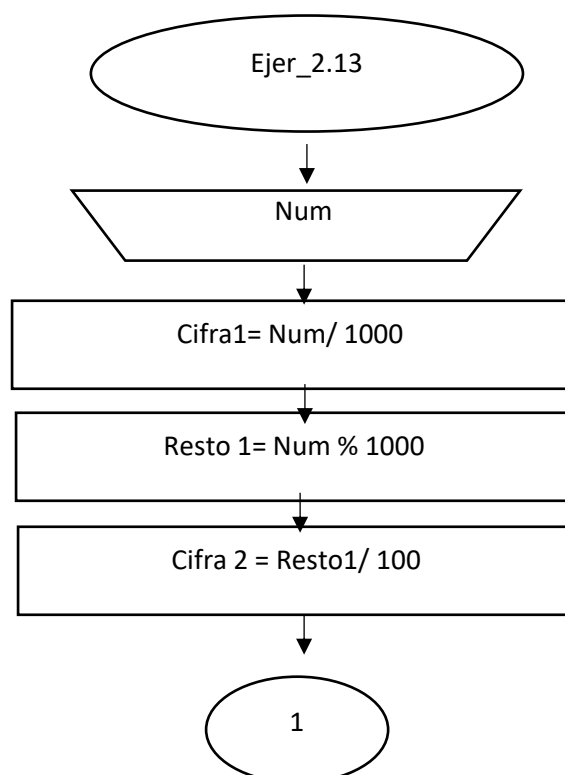 Ejer_2.13
Num
Cifra1= Num/ 1000
Resto 1= Num % 1000
Cifra 2 = Resto1/ 100
1